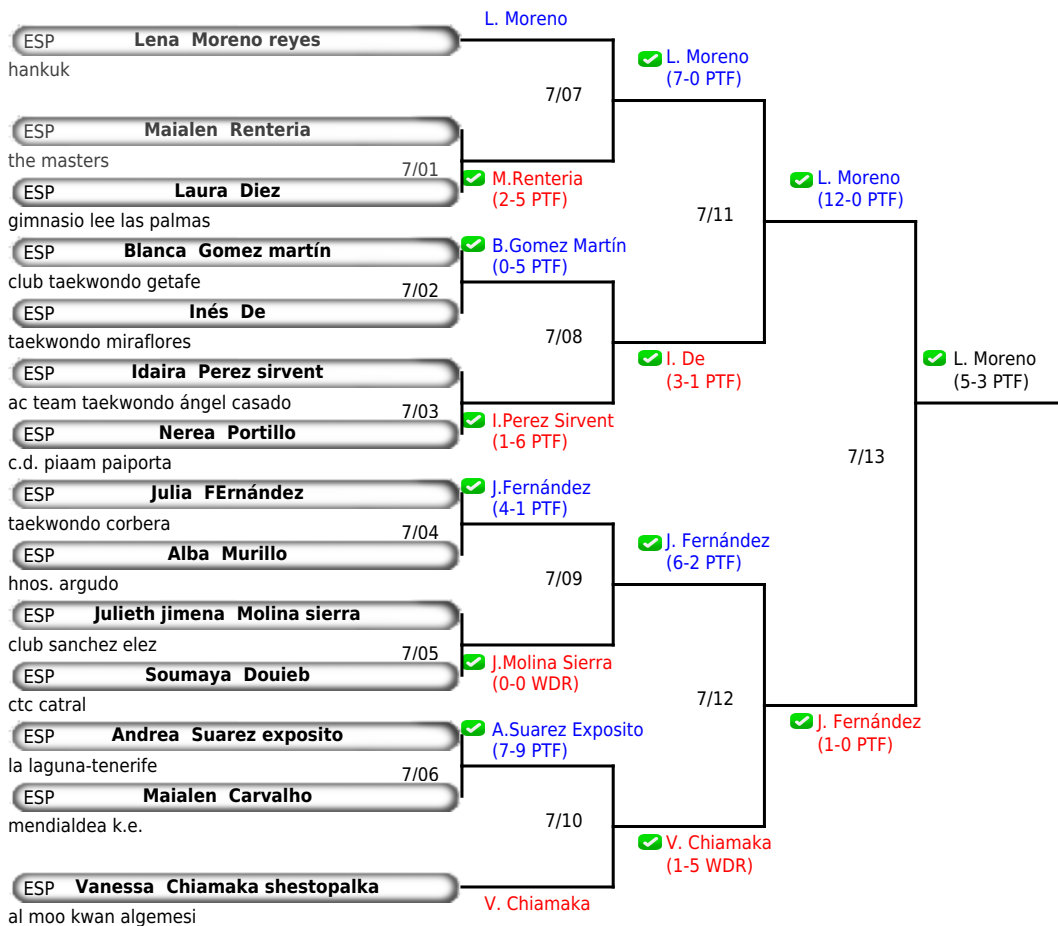 L. Moreno
ESP Lena Moreno reyes
hankuk
L. Moreno
(7-0 PTF)
7/07
ESP Maialen Renteria
the masters
7/01
M.Renteria
(2-5 PTF)
ESP Laura Diez
gimnasio lee las palmas
L. Moreno
(12-0 PTF)
7/11
ESP Blanca Gomez martín
club taekwondo getafe
B.Gomez Martín
(0-5 PTF)
7/02
ESP Inés De
taekwondo miraflores
7/08
I. De
(3-1 PTF)
L. Moreno
(5-3 PTF)
ESP Idaira Perez sirvent
ac team taekwondo ángel casado
7/03
I.Perez Sirvent
(1-6 PTF)
ESP Nerea Portillo
c.d. piaam paiporta
7/13
ESP Julia FErnández
taekwondo corbera
J.Fernández
(4-1 PTF)
7/04
ESP Alba Murillo
hnos. argudo
J. Fernández
(6-2 PTF)
7/09
ESP Julieth jimena Molina sierra
club sanchez elez
7/05
J.Molina Sierra
(0-0 WDR)
ESP Soumaya Douieb
ctc catral
7/12
J. Fernández
(1-0 PTF)
ESP Andrea Suarez exposito
la laguna-tenerife
A.Suarez Exposito
(7-9 PTF)
7/06
ESP Maialen Carvalho
mendialdea k.e.
7/10
V. Chiamaka
(1-5 WDR)
ESP Vanessa Chiamaka shestopalka
al moo kwan algemesi
V. Chiamaka